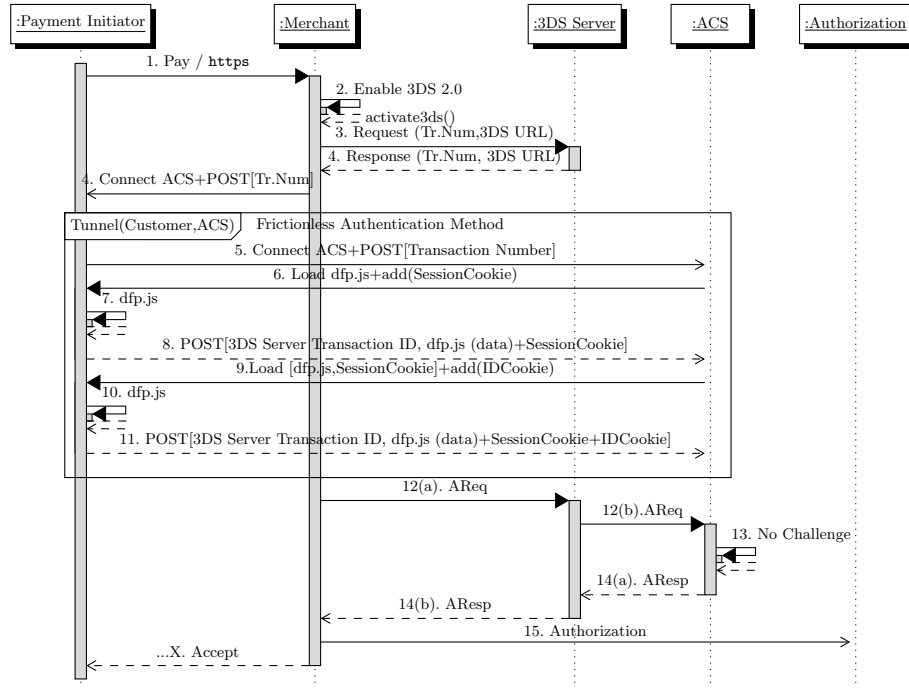 :Payment Initiator
:Merchant
:3DS Server
:ACS
:Authorization
1. Pay / https
2. Enable 3DS 2.0
activate3ds()
3. Request (Tr.Num,3DS URL)
4. Response (Tr.Num, 3DS URL)
4. Connect ACS+POST[Tr.Num]
Tunnel(Customer,ACS)
Frictionless Authentication Method
5. Connect ACS+POST[Transaction Number]
6. Load dfp.js+add(SessionCookie)
7. dfp.js
8. POST[3DS Server Transaction ID, dfp.js (data)+SessionCookie]
9.Load [dfp.js,SessionCookie]+add(IDCookie)
10. dfp.js
11. POST[3DS Server Transaction ID, dfp.js (data)+SessionCookie+IDCookie]
12(a). AReq
12(b).AReq
13. No Challenge
14(a). AResp
14(b). AResp
15. Authorization
...X. Accept